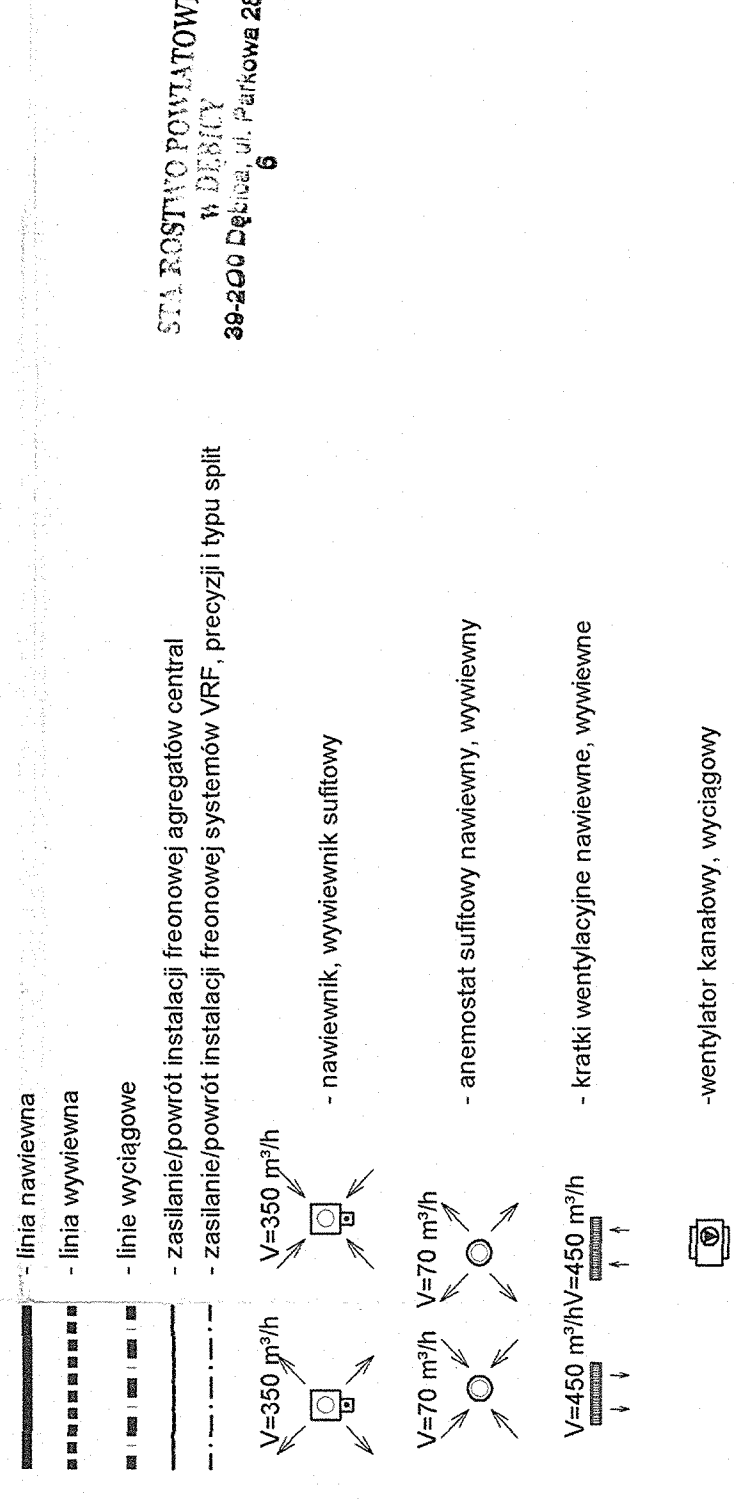 STAROSTWO POWIATOWE
W DĘBICY
39-200 Dębica, ul. Parkowa 28
6
- linia nawiewna
- linia wywiewna
- linie wyciągowe
- zasilanie/powrót instalacji freonowej agregatów central
- zasilanie/powrót instalacji freonowej systemów VRF, precyzji i typu split
V=350 m³/h V=350 m³/h - nawiewnik, wywiewnik sufitowy
V=70 m³/h V=70 m³/h - anemostat sufitowy nawiewny, wywiewny
V=450 m³/hV=450 m³/h - kratki wentylacyjne nawiewne, wywiewne
-wentylator kanałowy, wyciągowy